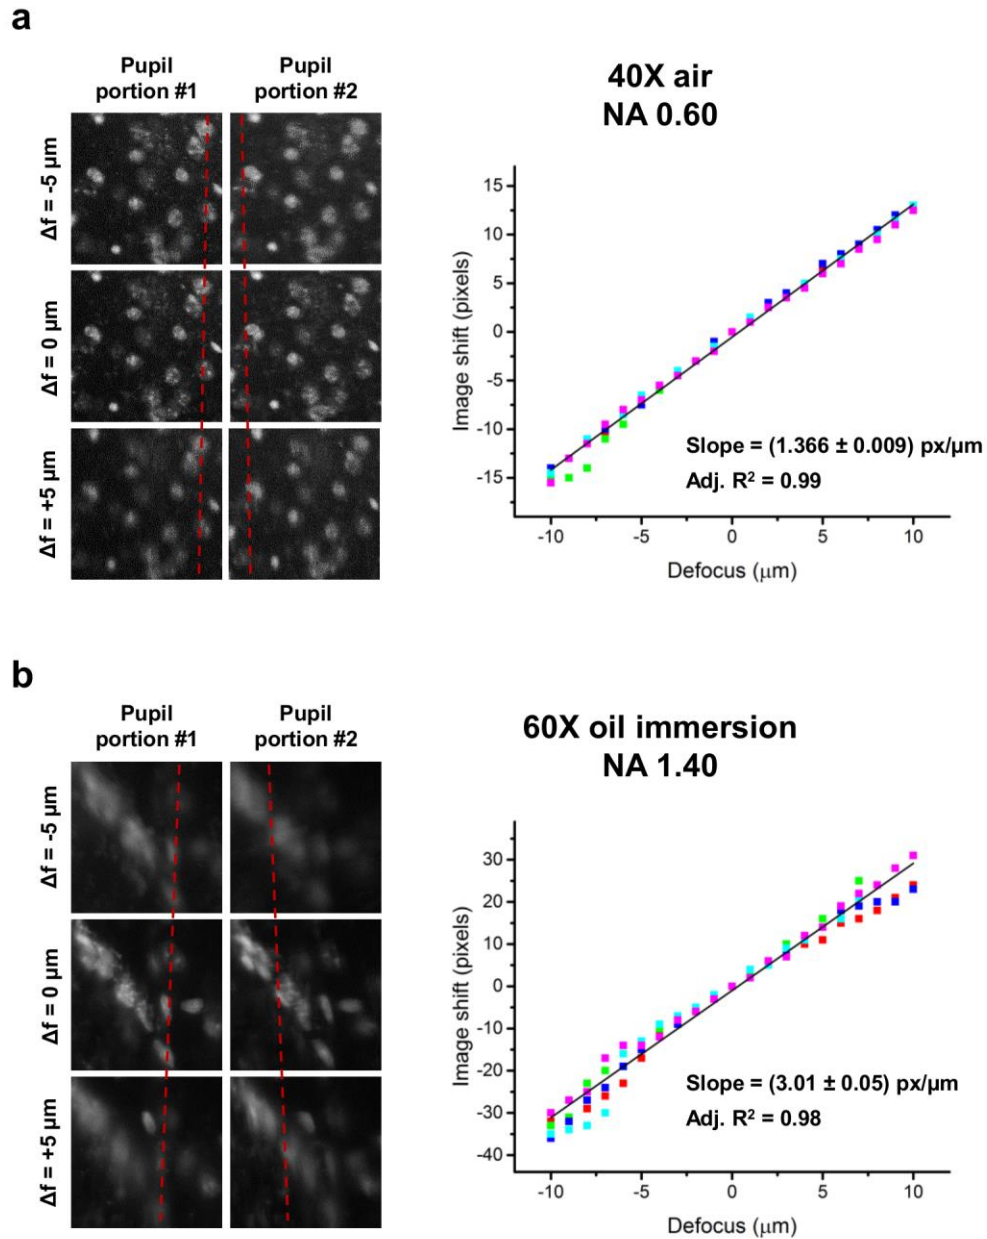 a
Pupil
portion #1
Pupil
portion #2
Δf = -5 µm
Δf = 0 µm
Δf = +5 µm
40X air
NA 0.60
Image shift (pixels)
15
10
5
0
-5
-10
-15
Slope = (1.366 ± 0.009) px/µm
Adj. R² = 0.99
-10
-5
0
5
10
Defocus (µm)
b
Pupil
portion #1
Pupil
portion #2
Δf = -5 µm
Δf = 0 µm
Δf = +5 µm
60X oil immersion
NA 1.40
Image shift (pixels)
30
20
10
0
-10
-20
-30
-40
Slope = (3.01 ± 0.05) px/µm
Adj. R² = 0.98
-10
-5
0
5
10
Defocus (µm)